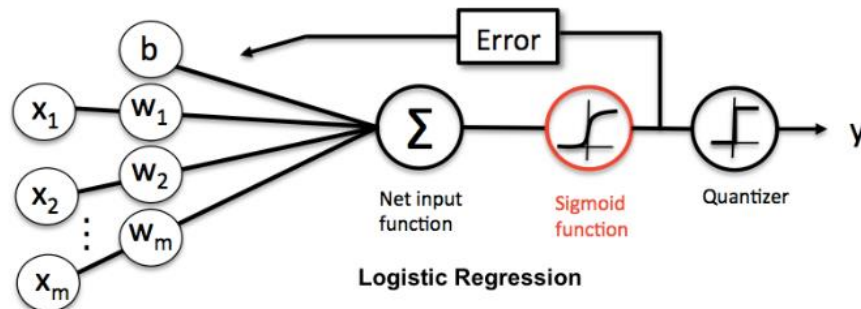 b
Error
x1
w1
Σ
y
x2
w2
Net input
function
Sigmoid
function
Quantizer
⋮
wm
xm
Logistic Regression